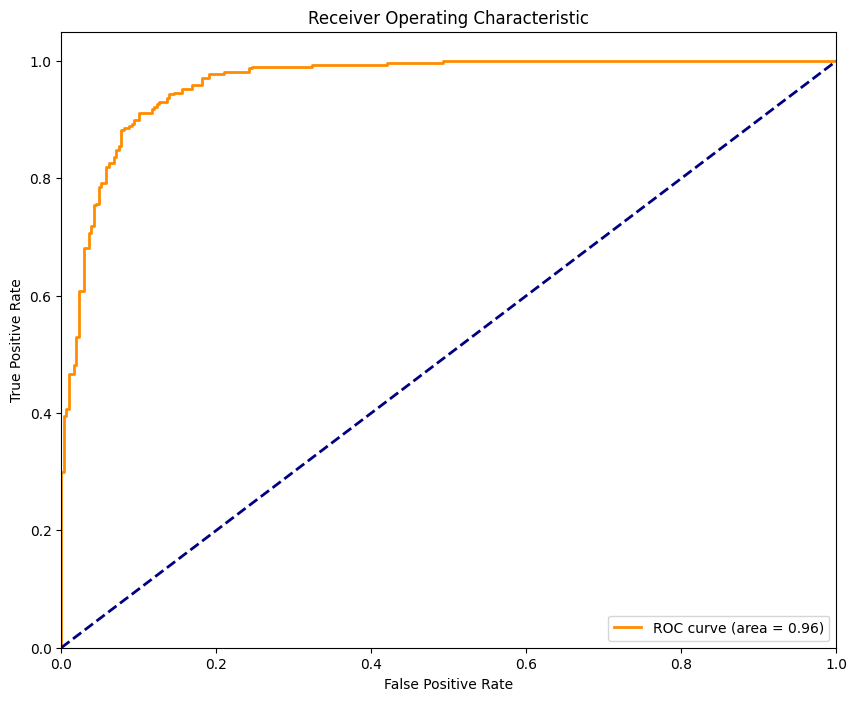 Receiver Operating Characteristic
1.0
0.8
0.6
0.4
0.2
0.0
True Positive Rate
ROC curve (area = 0.96)
0.0 0.2 0.4 0.6 0.8 1.0
False Positive Rate